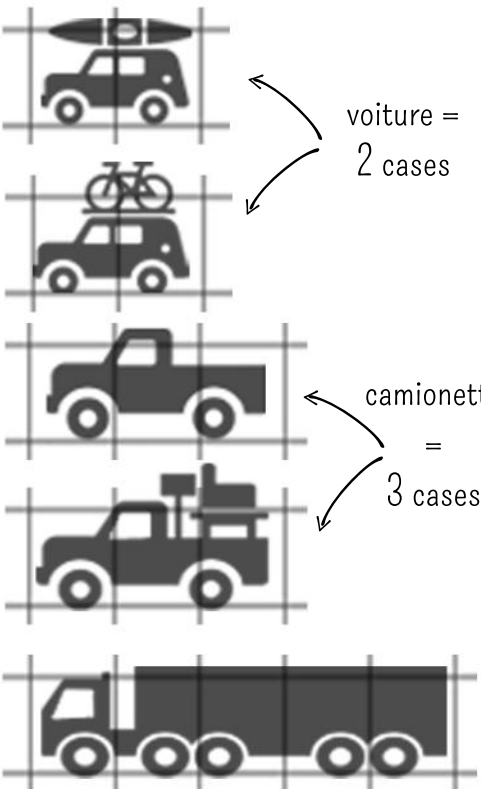 voiture =
2 cases
camionett
=
3 cases